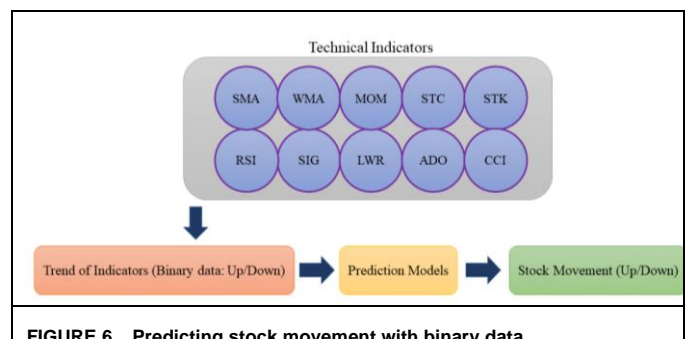 Technical Indicators
SMA WMA MOM STC STK
RSI SIG LWR ADO CCI
Trend of Indicators (Binary data: Up/Down) Prediction Models Stock Movement (Up/Down)
FIGURE 6. Predicting stock movement with binary data